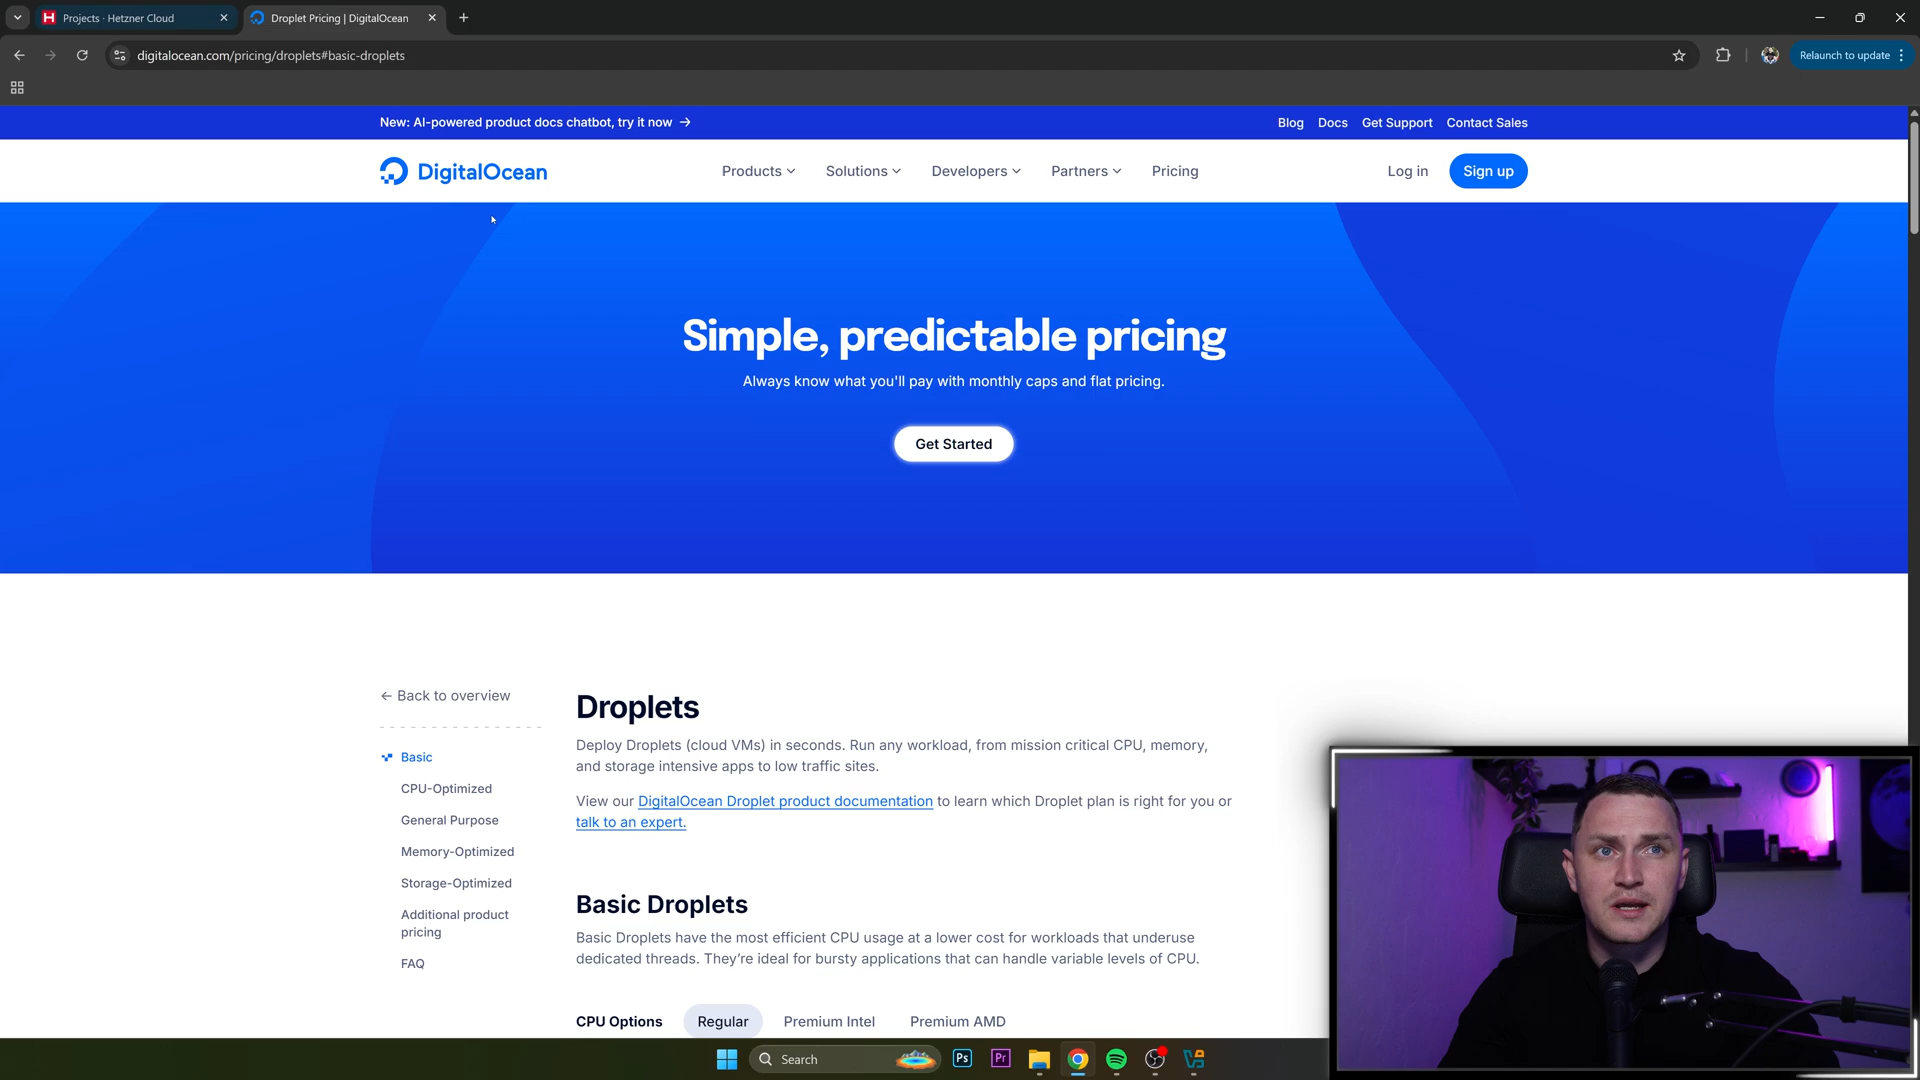 Projects · Hetzner Cloud
Droplet Pricing | DigitalOcean
digitalocean.com/pricing/droplets#basic-droplets
Relaunch to update
New: AI-powered product docs chatbot, try it now →
Blog Docs Get Support Contact Sales
DigitalOcean
Products Solutions Developers Partners Pricing
Log in Sign up
Simple, predictable pricing
Always know what you'll pay with monthly caps and flat pricing.
Get Started
← Back to overview
Basic
CPU-Optimized
General Purpose
Memory-Optimized
Storage-Optimized
Additional product
pricing
FAQ
Droplets
Deploy Droplets (cloud VMs) in seconds. Run any workload, from mission critical CPU, memory,
and storage intensive apps to low traffic sites.
View our DigitalOcean Droplet product documentation to learn which Droplet plan is right for you or
talk to an expert.
Basic Droplets
Basic Droplets have the most efficient CPU usage at a lower cost for workloads that underuse
dedicated threads. They’re ideal for bursty applications that can handle variable levels of CPU.
CPU Options Regular Premium Intel Premium AMD
Search
Ps
Pr